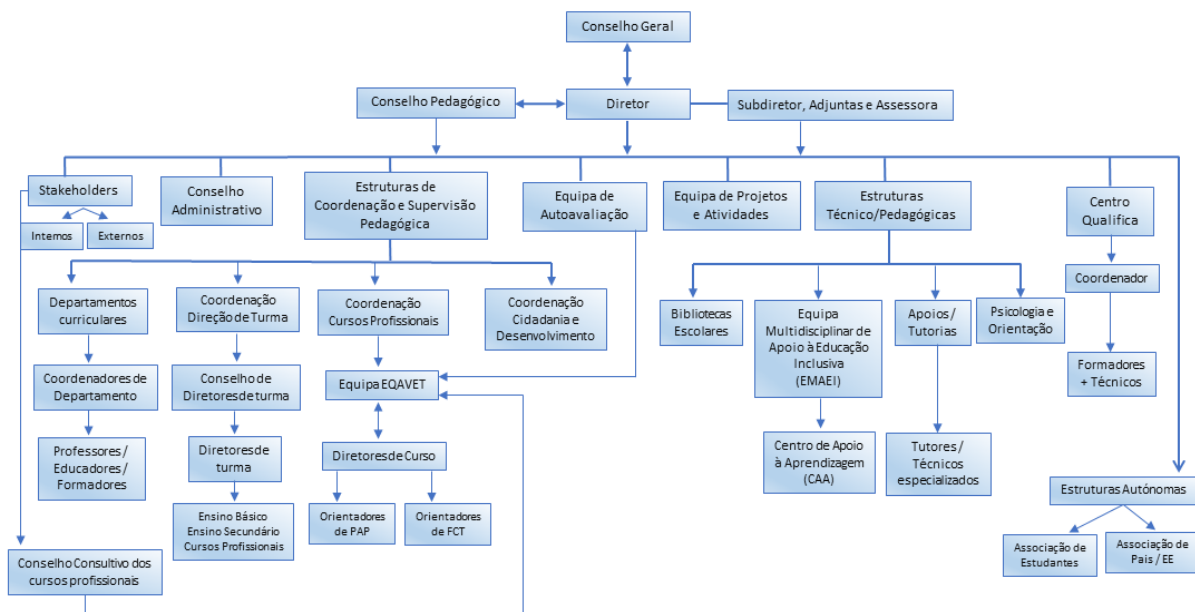 Conselho Geral
Conselho Pedagógico
Diretor
Subdiretor, Adjuntas e Assessora
Stakeholders
Internos
Externos
Conselho
Administrativo
Estruturas de
Coordenação e Supervisão
Pedagógica
Equipa de
Autoavaliação
Equipa de Projetos
e Atividades
Estruturas
Técnico/Pedagógicas
Centro
Qualifica
Departamentos
curriculares
Coordenação
Direção de Turma
Coordenação
Cursos Profissionais
Coordenação
Cidadania e
Desenvolvimento
Bibliotecas
Escolares
Equipa
Multidisciplinar de
Apoio à Educação
Inclusiva
(EMAEI)
Apoios /
Tutorias
Psicologia e
Orientação
Coordenador
Coordenadores de
Departamento
Conselho de
Diretores de turma
Equipa EQAVET
Formadores
+ Técnicos
Professores /
Educadores /
Formadores
Diretores de
turma
Diretores de Curso
Centro de Apoio
à Aprendizagem
(CAA)
Tutores /
Técnicos
especializados
Ensino Básico
Ensino Secundário
Cursos Profissionais
Orientadores
de PAP
Orientadores
de FCT
Estruturas Autónomas
Associação de
Estudantes
Associação de
Pais / EE
Conselho Consultivo dos
cursos profissionais